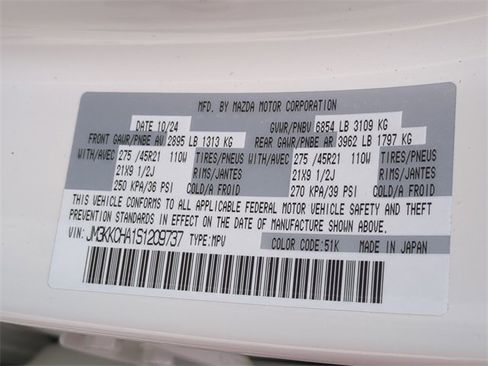 MFD. BY MAZDA MOTOR CORPORATION
DATE 10/24 GVWR/PNBV 6854 LB 3109 KG
FRONT GAWR/PNBE AV 2895 LB 1313 KG REAR GAWR/PNBE AR 3962 LB 1797 KG
WITH/AVEC 275 /45R21 110W TIRES/PNEUS WITH/AVEC 275 /45R21 110W TIRES/PNEUS
21X9 1/2J RIMS/JANTES 21X9 1/2J RIMS/JANTES
250 KPA/36 PSI COLD/A FROID 270 KPA/39 PSI COLD/A FROID
THIS VEHICLE CONFORMS TO ALL APPLICABLE FEDERAL MOTOR VEHICLE SAFETY AND THEFT
PREVENTION STANDARDS IN EFFECT ON THE DATE OF MANUFACTURE SHOWN ABOVE.
VIN: JM3KKCHA1S1209737 TYPE:MPV COLOR CODE:51K MADE IN JAPAN